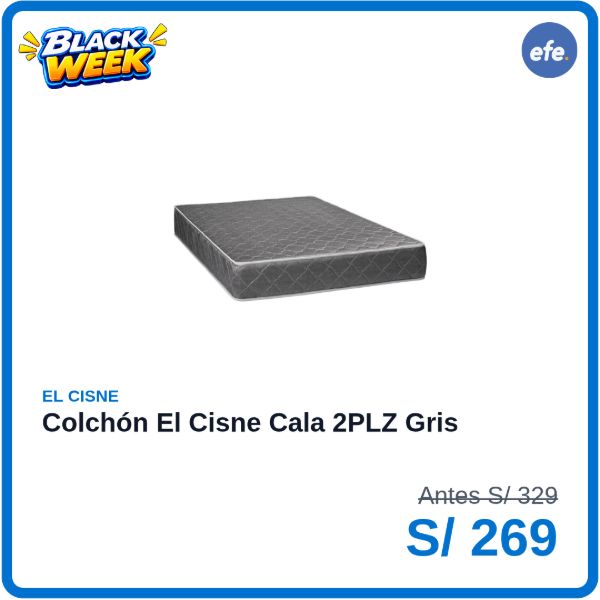 BLACK
WEEK
efe.
EL CISNE
Colchón El Cisne Cala 2PLZ Gris
Antes S/ 329
S/ 269